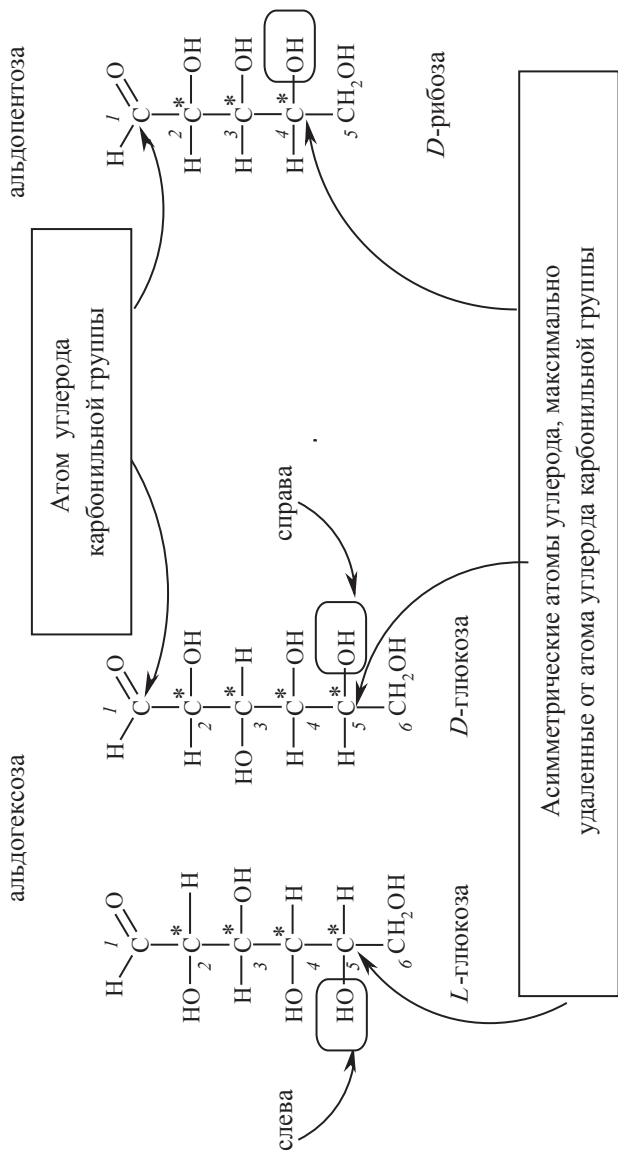 альдогексоза
альдопентоза
Атом углерода
карбонильной группы
H O
1
C
HO—C*—H
2
H—C*—OH
3
HO—C*—H
4
HO—C*—H
5
CH2OH
6
L-глюкоза
слева
H O
1
C
H—C*—OH
2
HO—C*—H
3
H—C*—OH
4
H—C*—OH
5
CH2OH
6
D-глюкоза
справа
H O
1
C
H—C*—OH
2
H—C*—OH
3
H—C*—OH
4
CH2OH
5
D-рибоза
Асимметрические атомы углерода, максимально
удаленные от атома углерода карбонильной группы